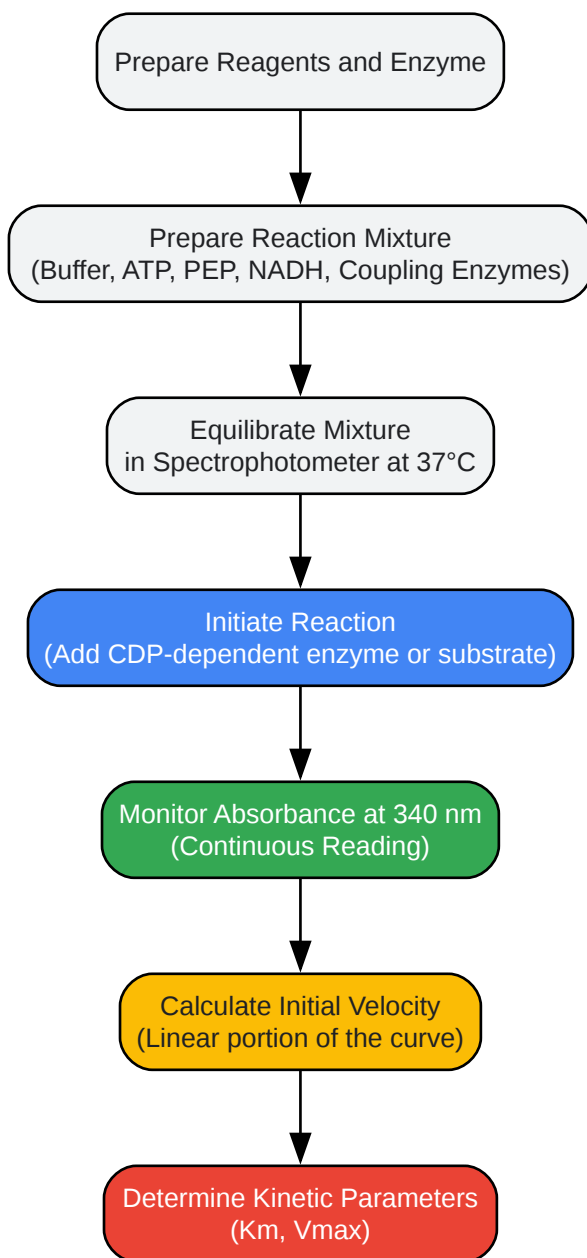 Prepare Reagents and Enzyme
Prepare Reaction Mixture
(Buffer, ATP, PEP, NADH, Coupling Enzymes)
Equilibrate Mixture
in Spectrophotometer at 37°C
Initiate Reaction
(Add CDP-dependent enzyme or substrate)
Monitor Absorbance at 340 nm
(Continuous Reading)
Calculate Initial Velocity
(Linear portion of the curve)
Determine Kinetic Parameters
(Km, Vmax)